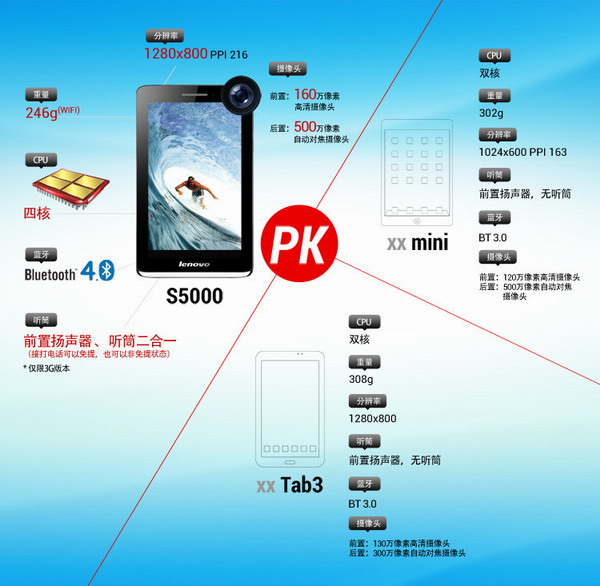 分辨率
1280x800 PPI 216
摄像头
前置：160万像素
高清摄像头
后置：500万像素
自动对焦摄像头
重量
246g(WIFI)
CPU
四核
蓝牙
Bluetooth 4.0
听筒
前置扬声器、听筒二合一
（接打电话可以免提，也可以非免提状态）
* 仅限3G版本
lenovo
S5000
PK
xx mini
CPU
双核
重量
302g
分辨率
1024x600 PPI 163
听筒
前置扬声器，无听筒
蓝牙
BT 3.0
摄像头
前置：120万像素高清摄像头
后置：500万像素自动对焦
摄像头
xx Tab3
CPU
双核
重量
308g
分辨率
1280x800
听筒
前置扬声器，无听筒
蓝牙
BT 3.0
摄像头
前置：130万像素高清摄像头
后置：300万像素自动对焦摄像头